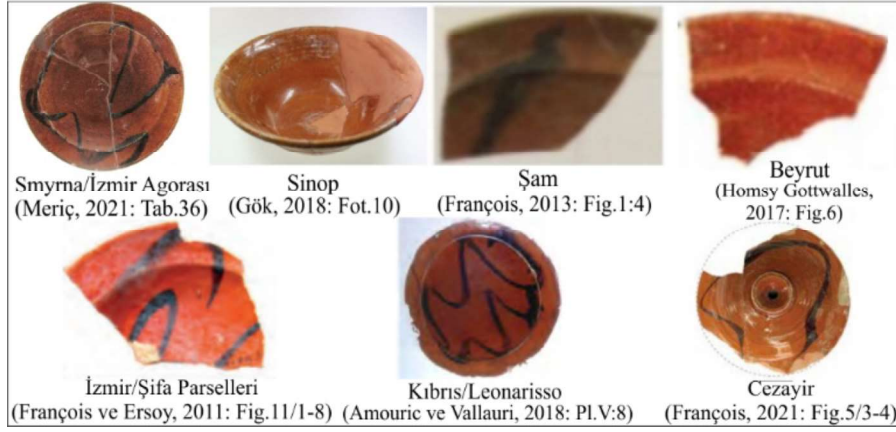 Smyrna/İzmir Agorası
(Meriç, 2021: Tab.36)
Sinop
(Gök, 2018: Fot.10)
Şam
(François, 2013: Fig.1:4)
Beyrut
(Homsy Gottwalles,
2017: Fig.6)
İzmir/Şifa Parselleri
(François ve Ersoy, 2011: Fig.11/1-8)
Kıbrıs/Leonarisso
(Amouric ve Vallauri, 2018: Pl.V:8)
Cezayir
(François, 2021: Fig.5/3-4)